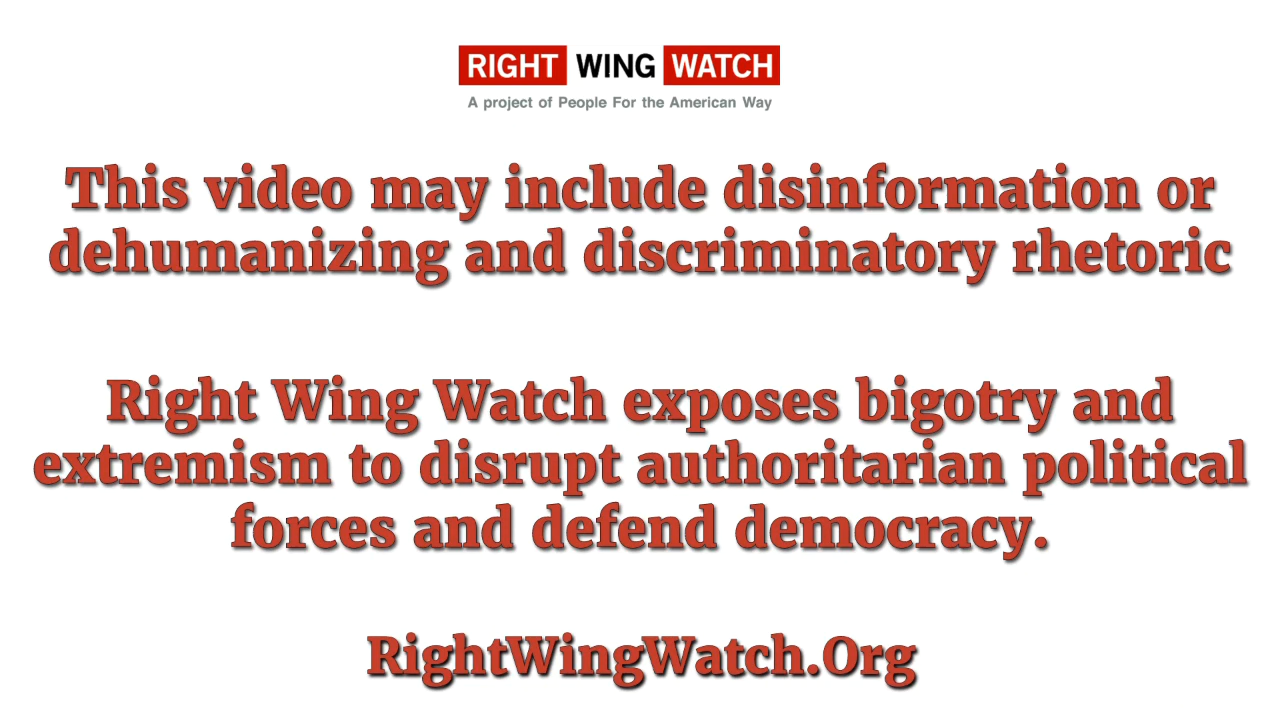 RIGHT WING WATCH
A project of People For the American Way
This video may include disinformation or
dehumanizing and discriminatory rhetoric
Right Wing Watch exposes bigotry and
extremism to disrupt authoritarian political
forces and defend democracy.
RightWingWatch.Org